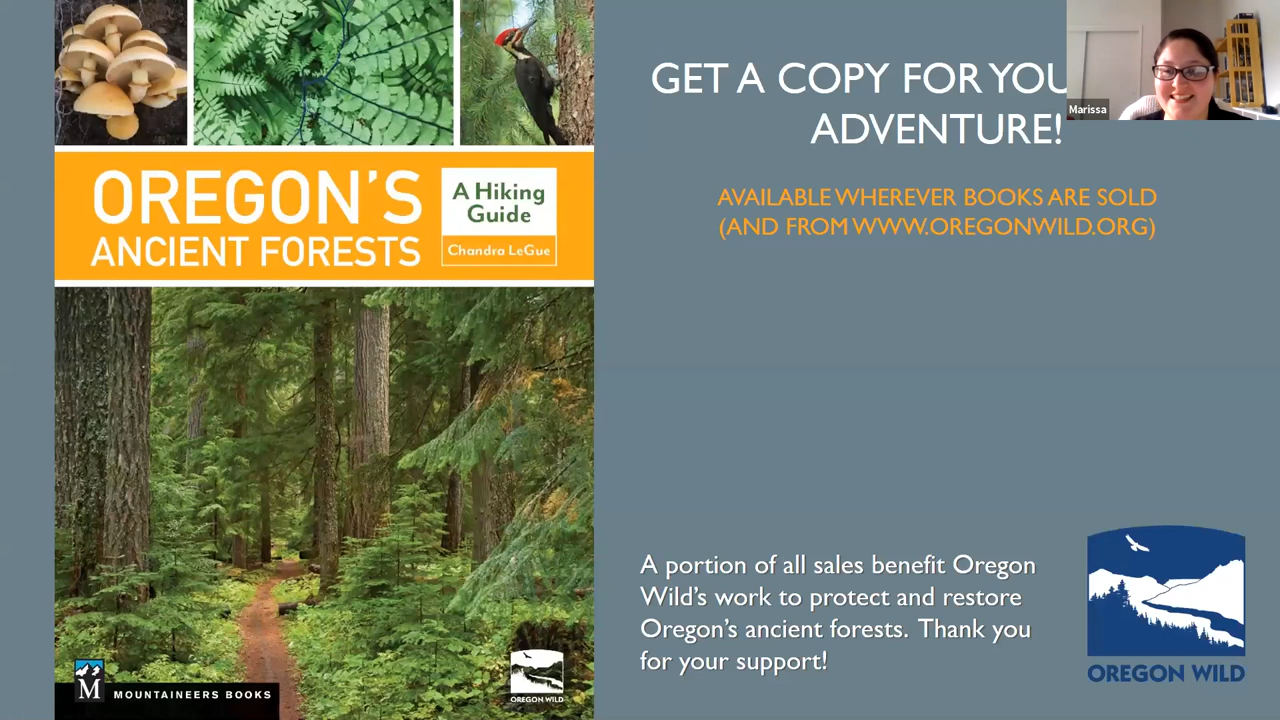 OREGON'S
ANCIENT FORESTS
A Hiking
Guide
Chandra LeGue
MOUNTAINEERS BOOKS
M
OREGON WILD
GET A COPY FOR
ADVENTURE!
Marissa
AVAILABLE WHEREVER BOOKS ARE SOLD
(AND FROM WWW.OREGONWILD.ORG)
A portion of all sales benefit Oregon
Wild's work to protect and restore
Oregon's ancient forests. Thank you
for your support!
OREGON WILD